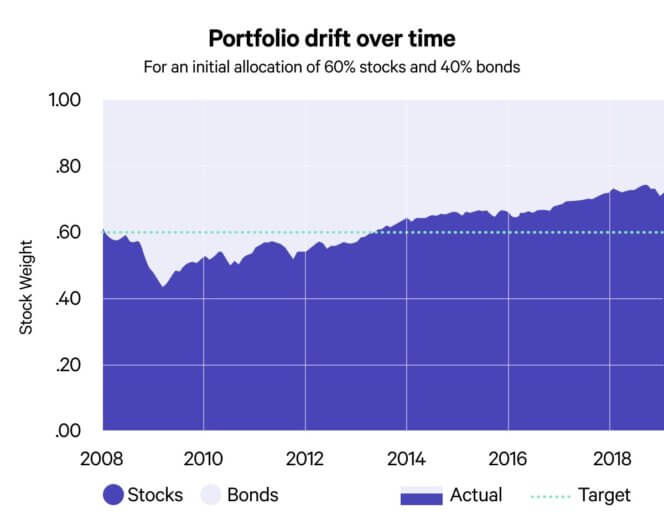 Portfolio drift over time
For an initial allocation of 60% stocks and 40% bonds
1.00
.80
.60
.40
.20
.00
Stock Weight
2008 2010 2012 2014 2016 2018
Stocks Bonds Actual Target